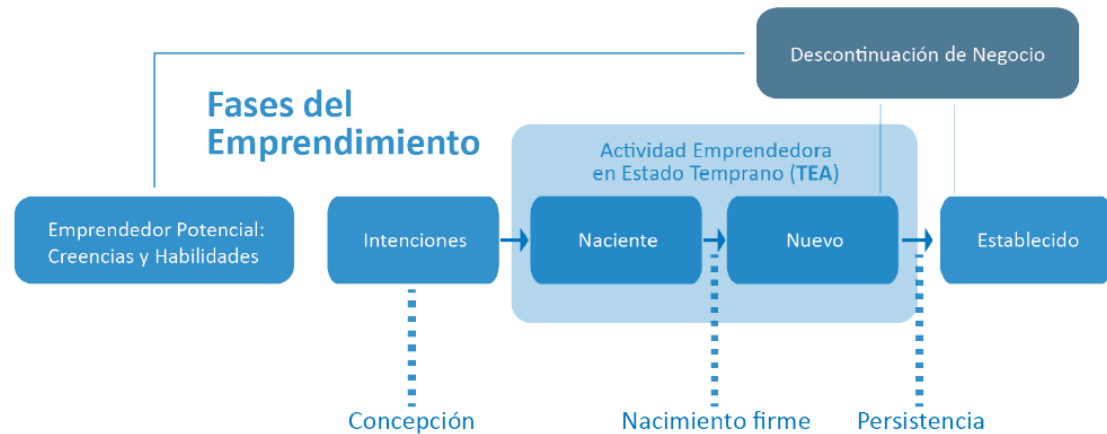 Descontinuación de Negocio
Fases del
Emprendimiento
Actividad Emprendedora
en Estado Temprano (TEA)
Emprendedor Potencial:
Creencias y Habilidades
Intenciones
Naciente
Nuevo
Establecido
Concepción
Nacimiento firme
Persistencia